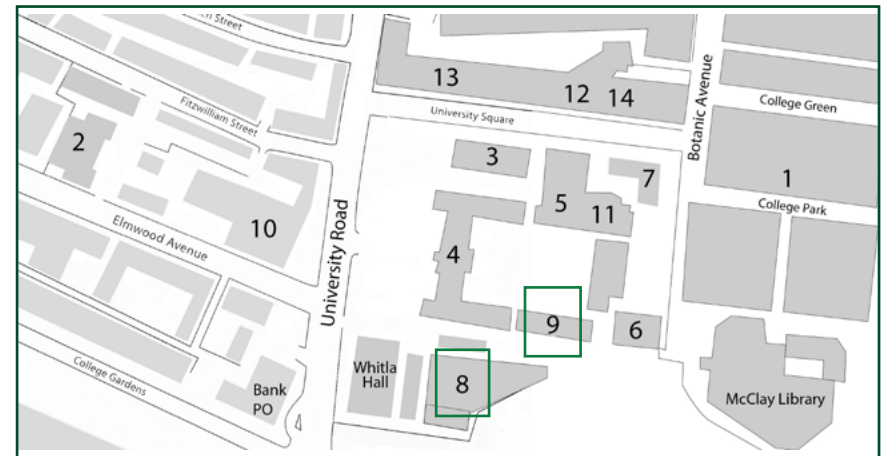 Street
Fitzwilliam Street
13
12
14
University Square
Botanic Avenue
College Green
2
3
7
1
5
11
College Park
Elmwood Avenue
10
University Road
4
9
6
College Gardens
Bank
PO
Whitla
Hall
8
McClay Library